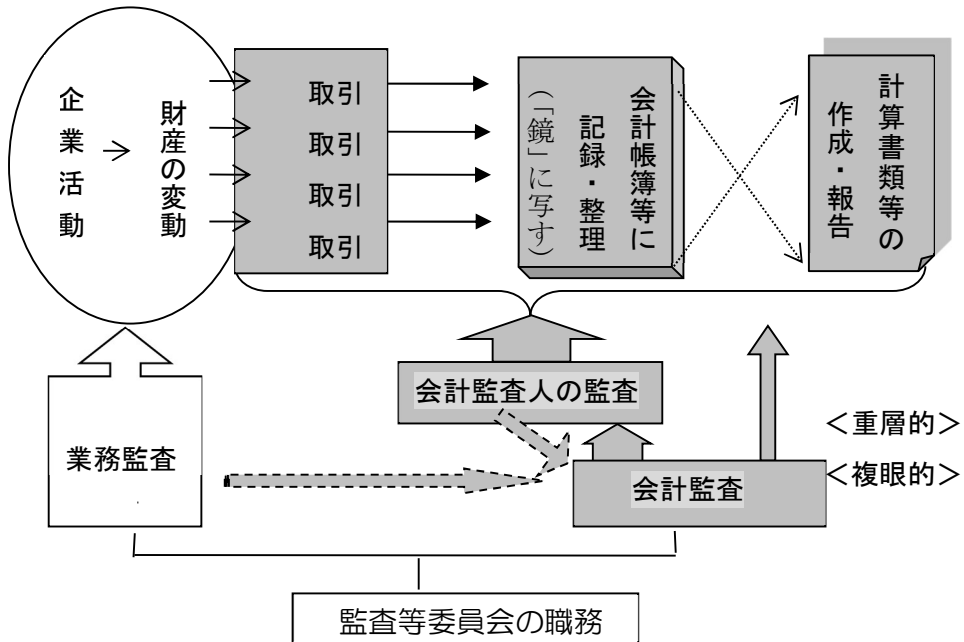 企業活動
財産の変動
取引
取引
取引
取引
会計帳簿等に
記録・整理
(「鏡」に写す)
計算書類等の
作成・報告
会計監査人の監査
業務監査
会計監査
<重層的>
<複眼的>
監査等委員会の職務